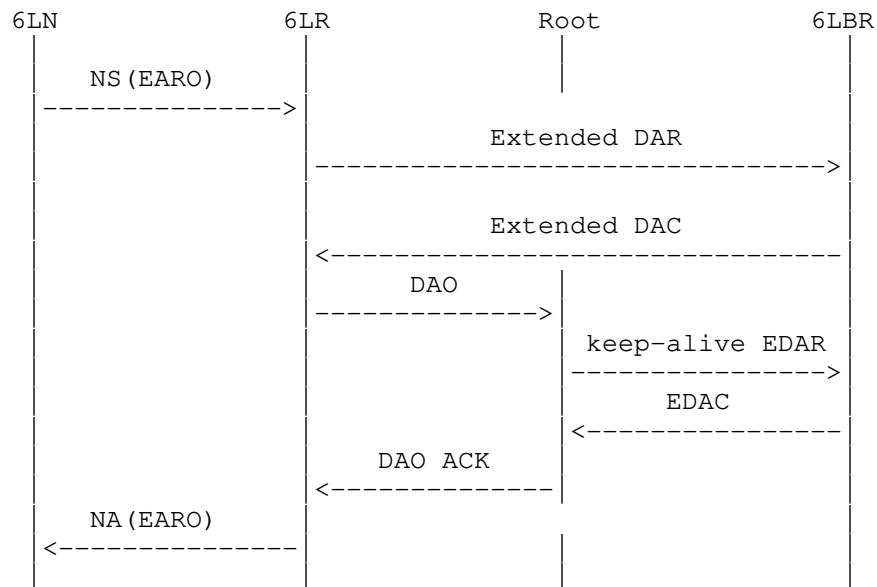 6LN 6LR Root 6LBR
NS(EARO)
Extended DAR
Extended DAC
DAO
keep-alive EDAR
EDAC
DAO ACK
NA(EARO)